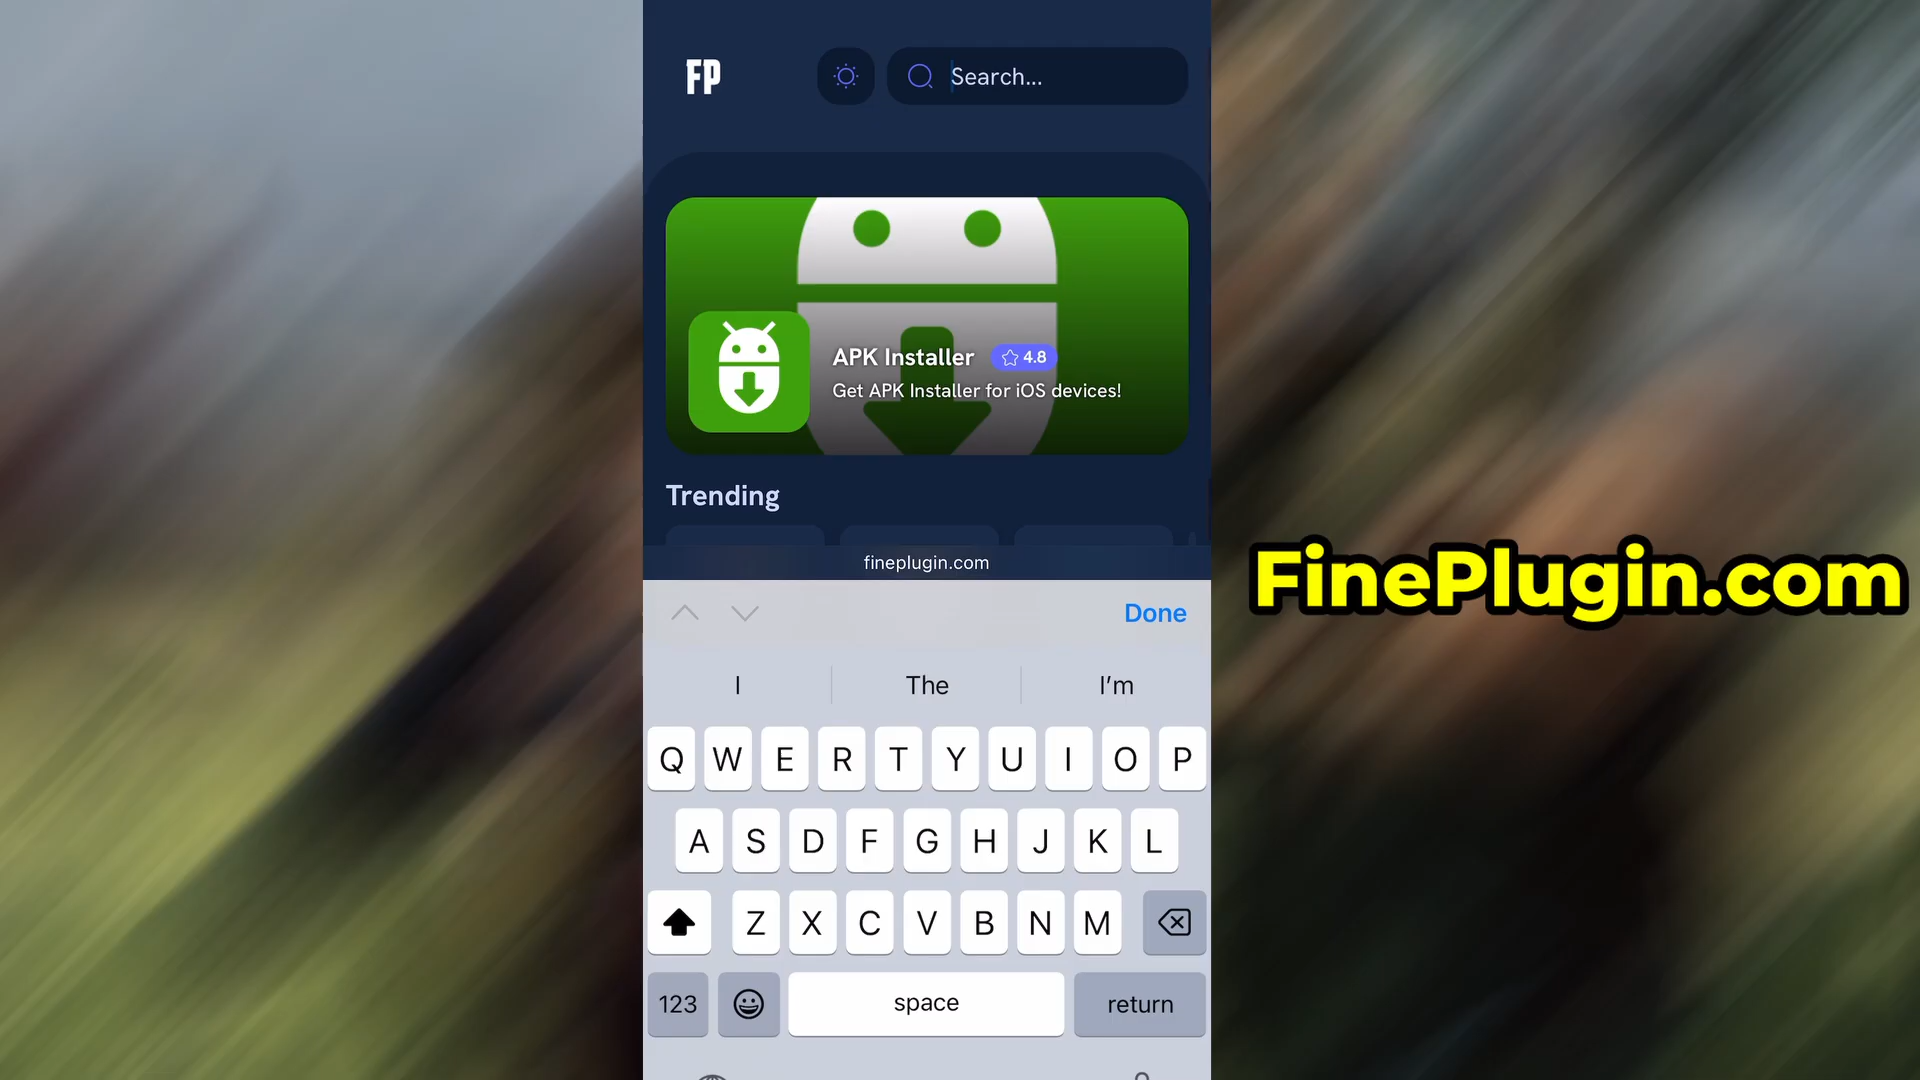 FP
Search...
APK Installer 4.8
Get APK Installer for iOS devices!
Trending
fineplugin.com
Done
I The I'm
Q W E R T Y U I O P
A S D F G H J K L
Z X C V B N M
123 space return
FinePlugin.com